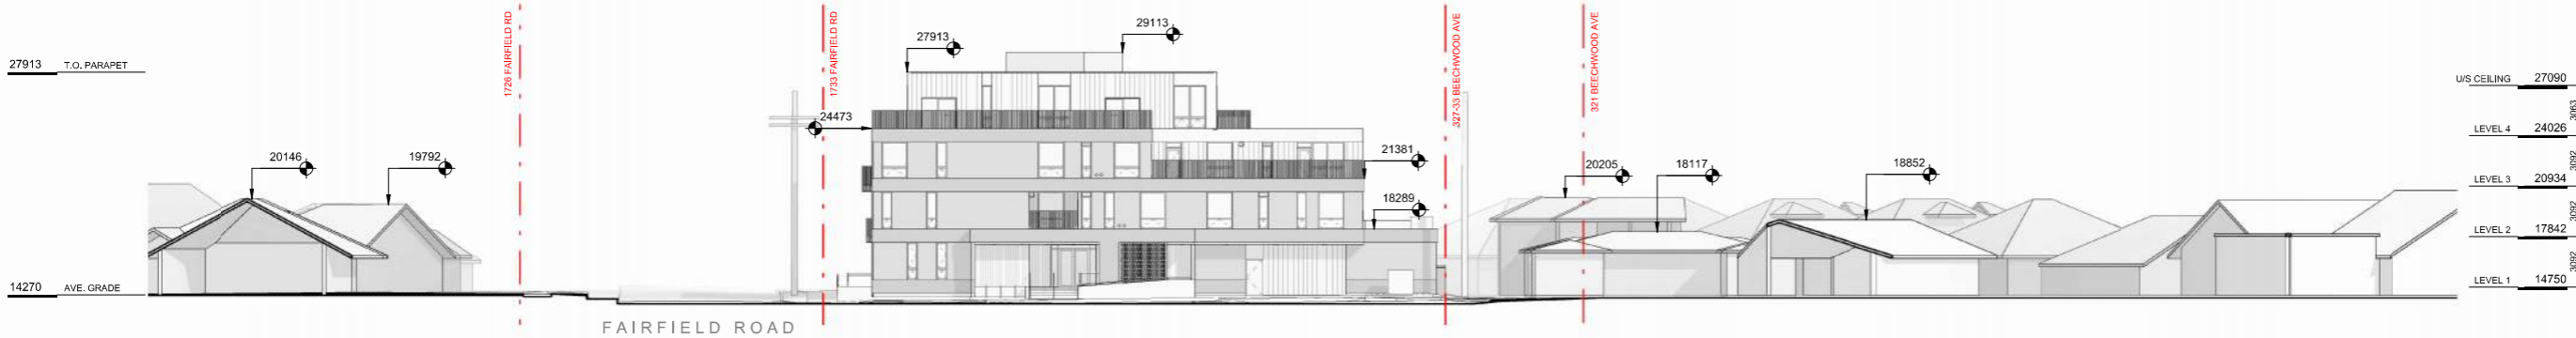 27913 T.O. PARAPET
14270 AVE. GRADE
20146
19792
1726 FAIRFIELD RD
FAIRFIELD ROAD
1733 FAIRFIELD RD
24473
27913
29113
21381
18289
327-33 BEECHWOOD AVE
321 BEECHWOOD AVE
20205
18117
18852
U/S CEILING 27090
3063
LEVEL 4 24026
3092
LEVEL 3 20934
3092
LEVEL 2 17842
3092
LEVEL 1 14750